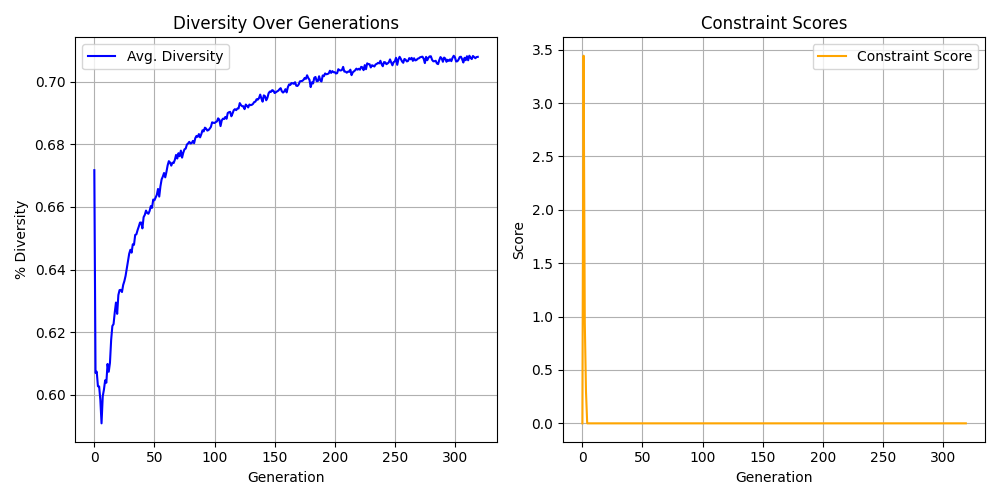 Diversity Over Generations
Avg. Diversity
% Diversity
0.70
0.68
0.66
0.64
0.62
0.60
0 50 100 150 200 250 300
Generation
Constraint Scores
Constraint Score
Score
3.5
3.0
2.5
2.0
1.5
1.0
0.5
0.0
0 50 100 150 200 250 300
Generation